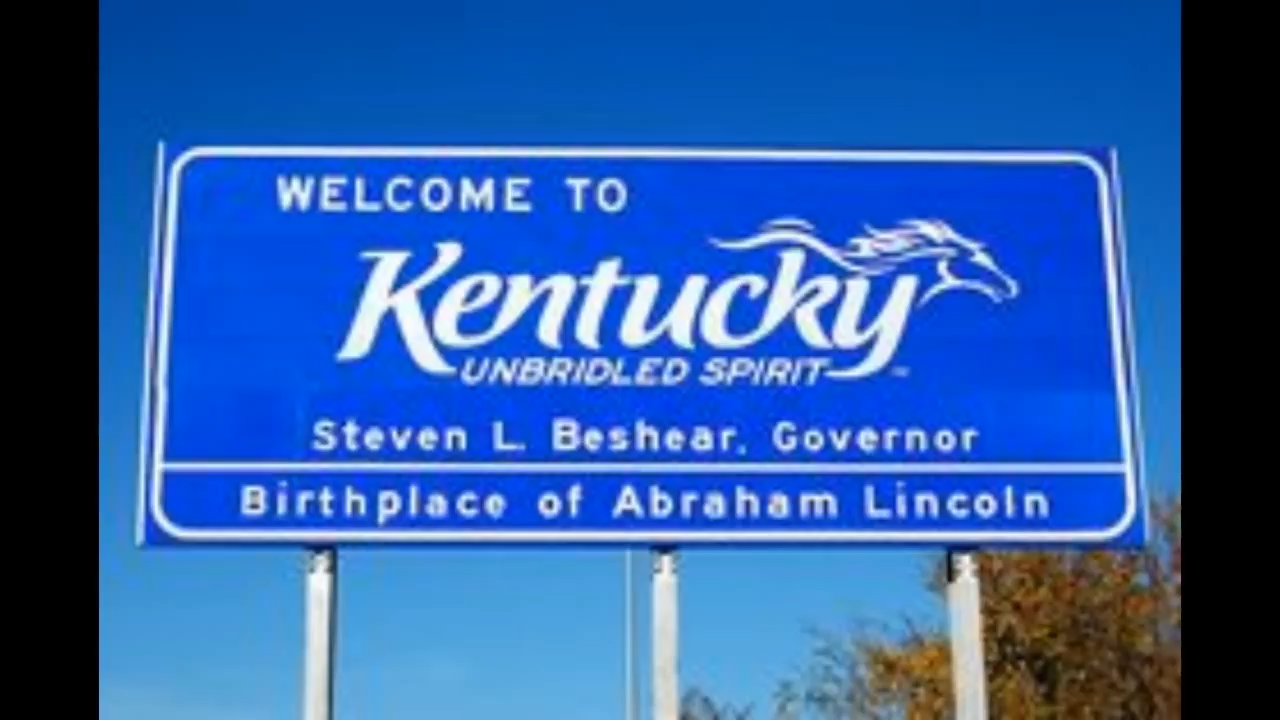 WELCOME TO
Kentucky
UNBRIDLED SPIRIT
Steven L. Beshear, Governor
Birthplace of Abraham Lincoln